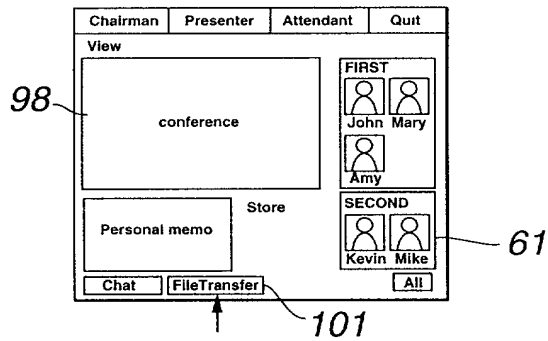 Chairman Presenter Attendant Quit
View
98
conference
FIRST
John Mary
Amy
Personal memo
Store
SECOND
Kevin Mike
61
Chat FileTransfer All
101